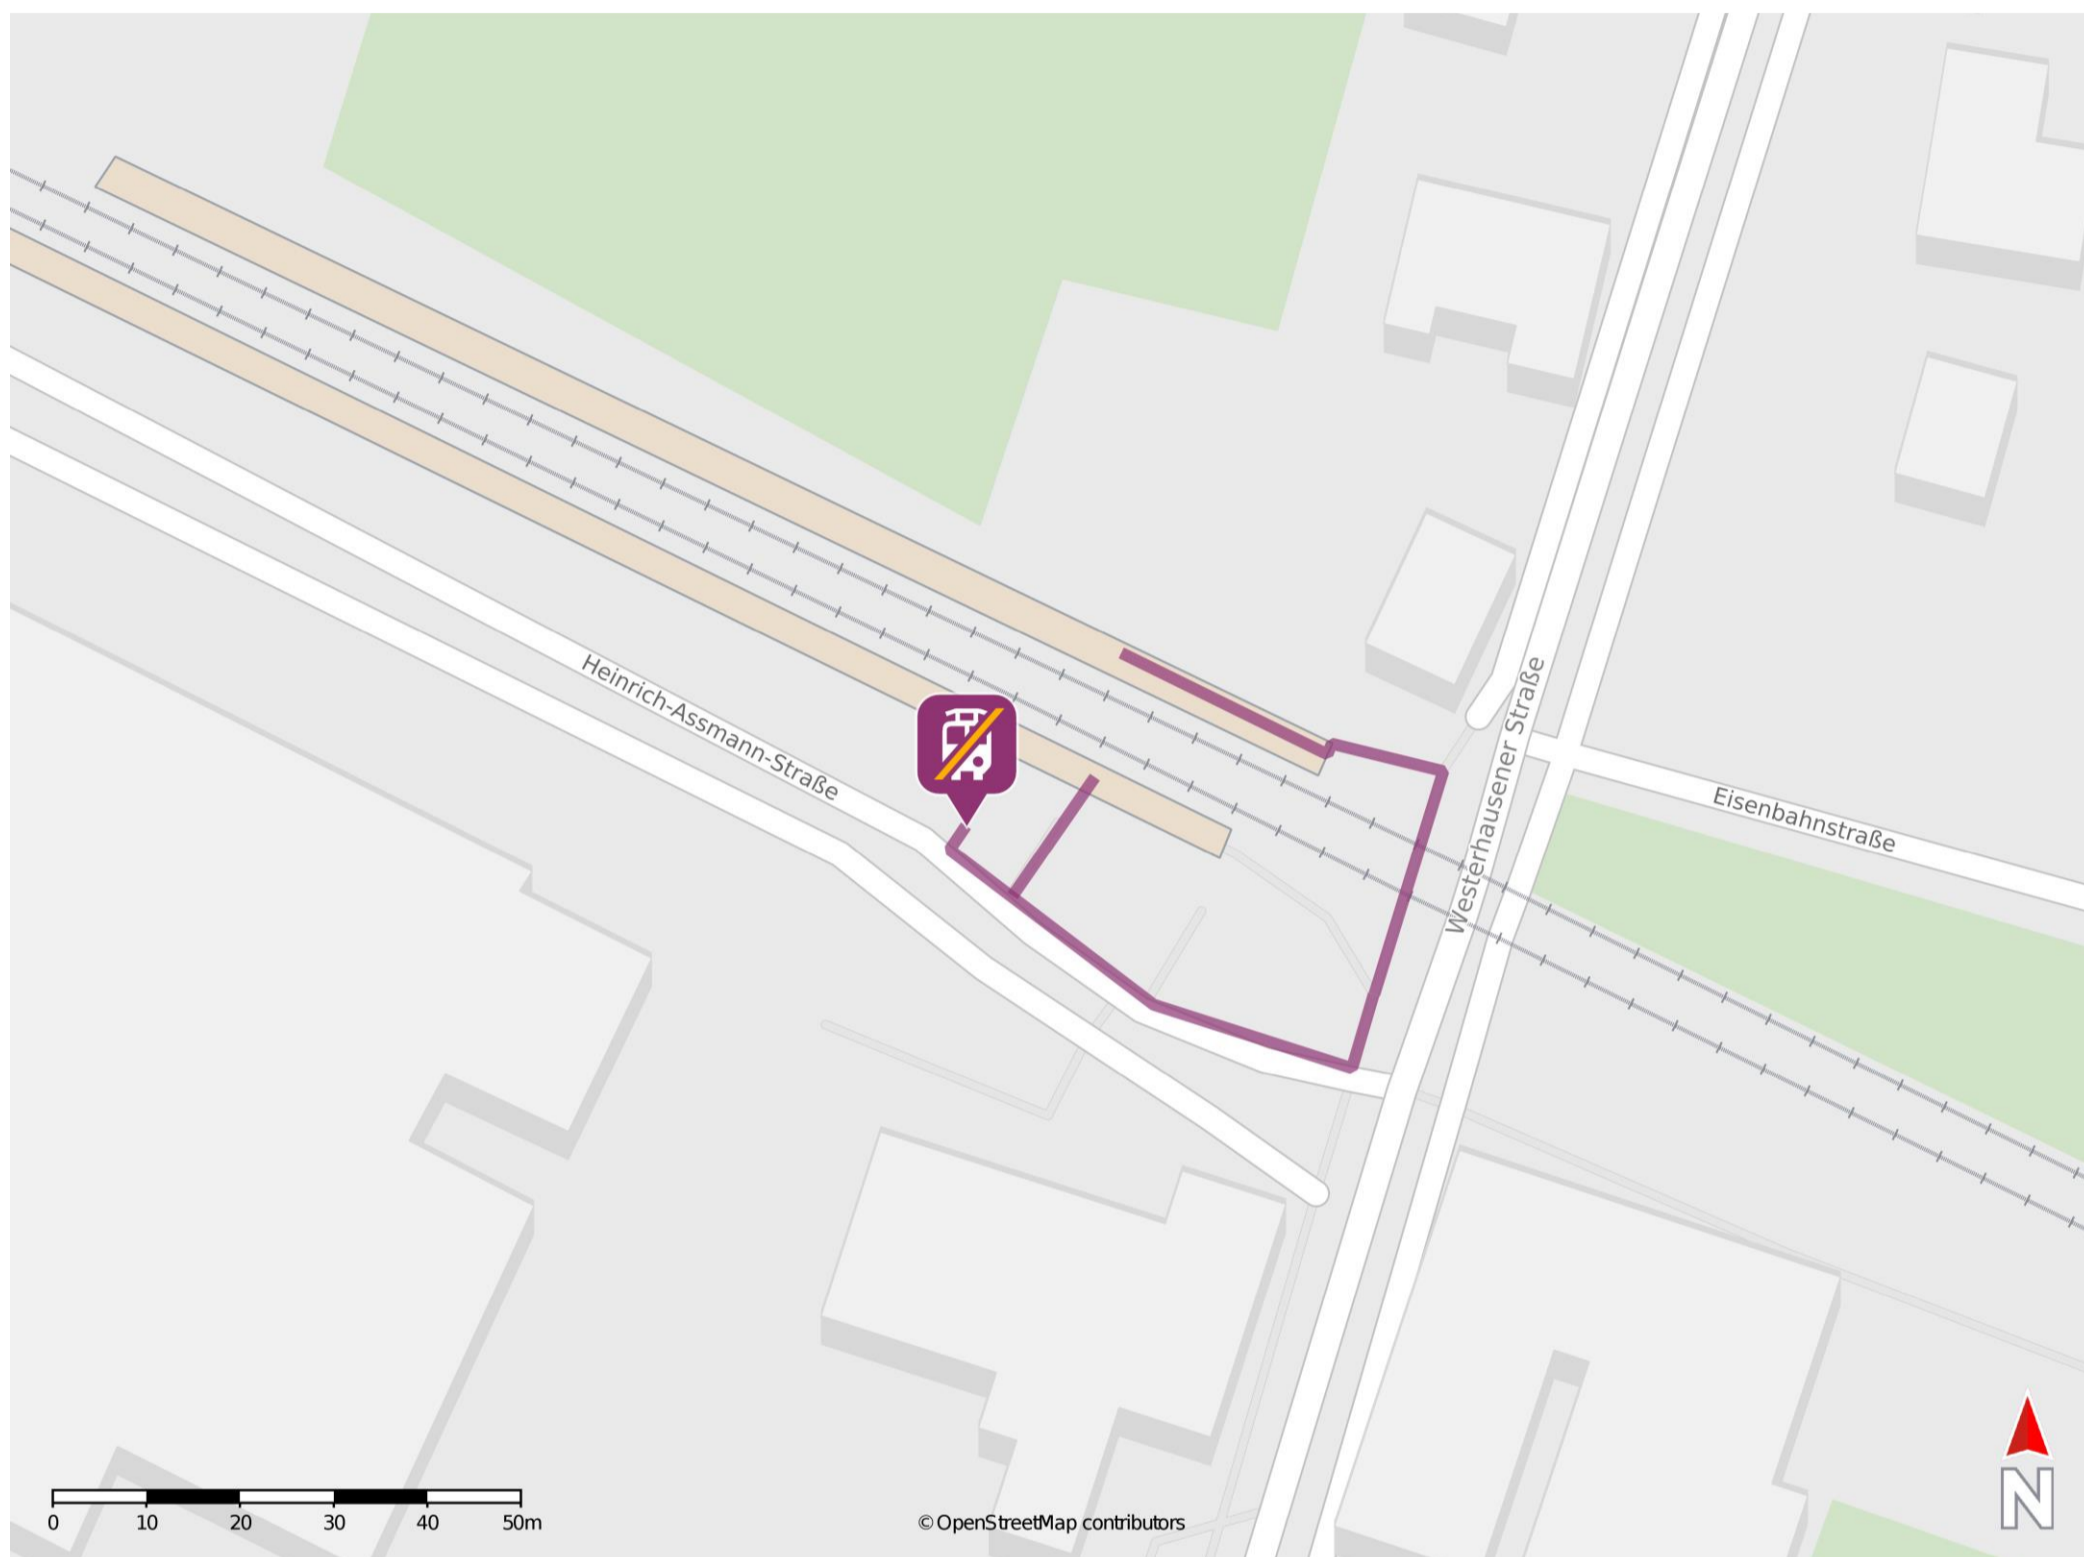 Heinrich-Assmann-Straße
Westerhausener Straße
Eisenbahnstraße
0 10 20 30 40 50m
© OpenStreetMap contributors
N